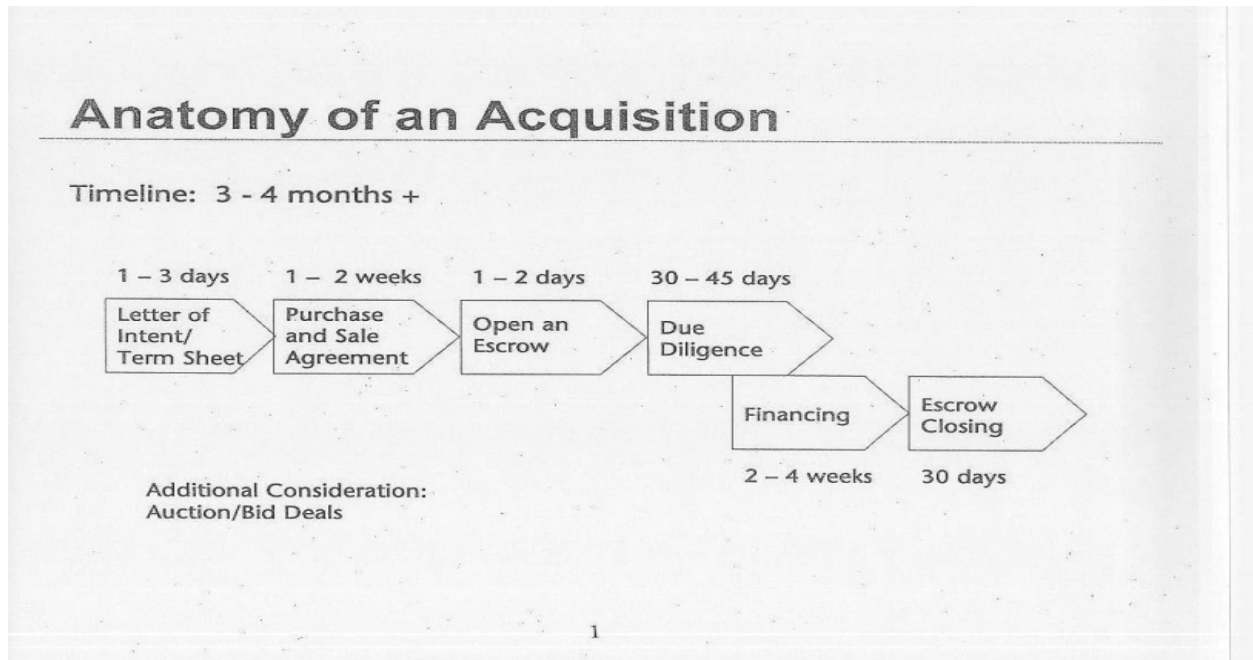 Anatomy of an Acquisition
Timeline: 3 - 4 months +
1 – 3 days
1 – 2 weeks
1 – 2 days
30 – 45 days
Letter of
Intent/
Term Sheet
Purchase
and Sale
Agreement
Open an
Escrow
Due
Diligence
Financing
Escrow
Closing
2 – 4 weeks
30 days
Additional Consideration:
Auction/Bid Deals
1